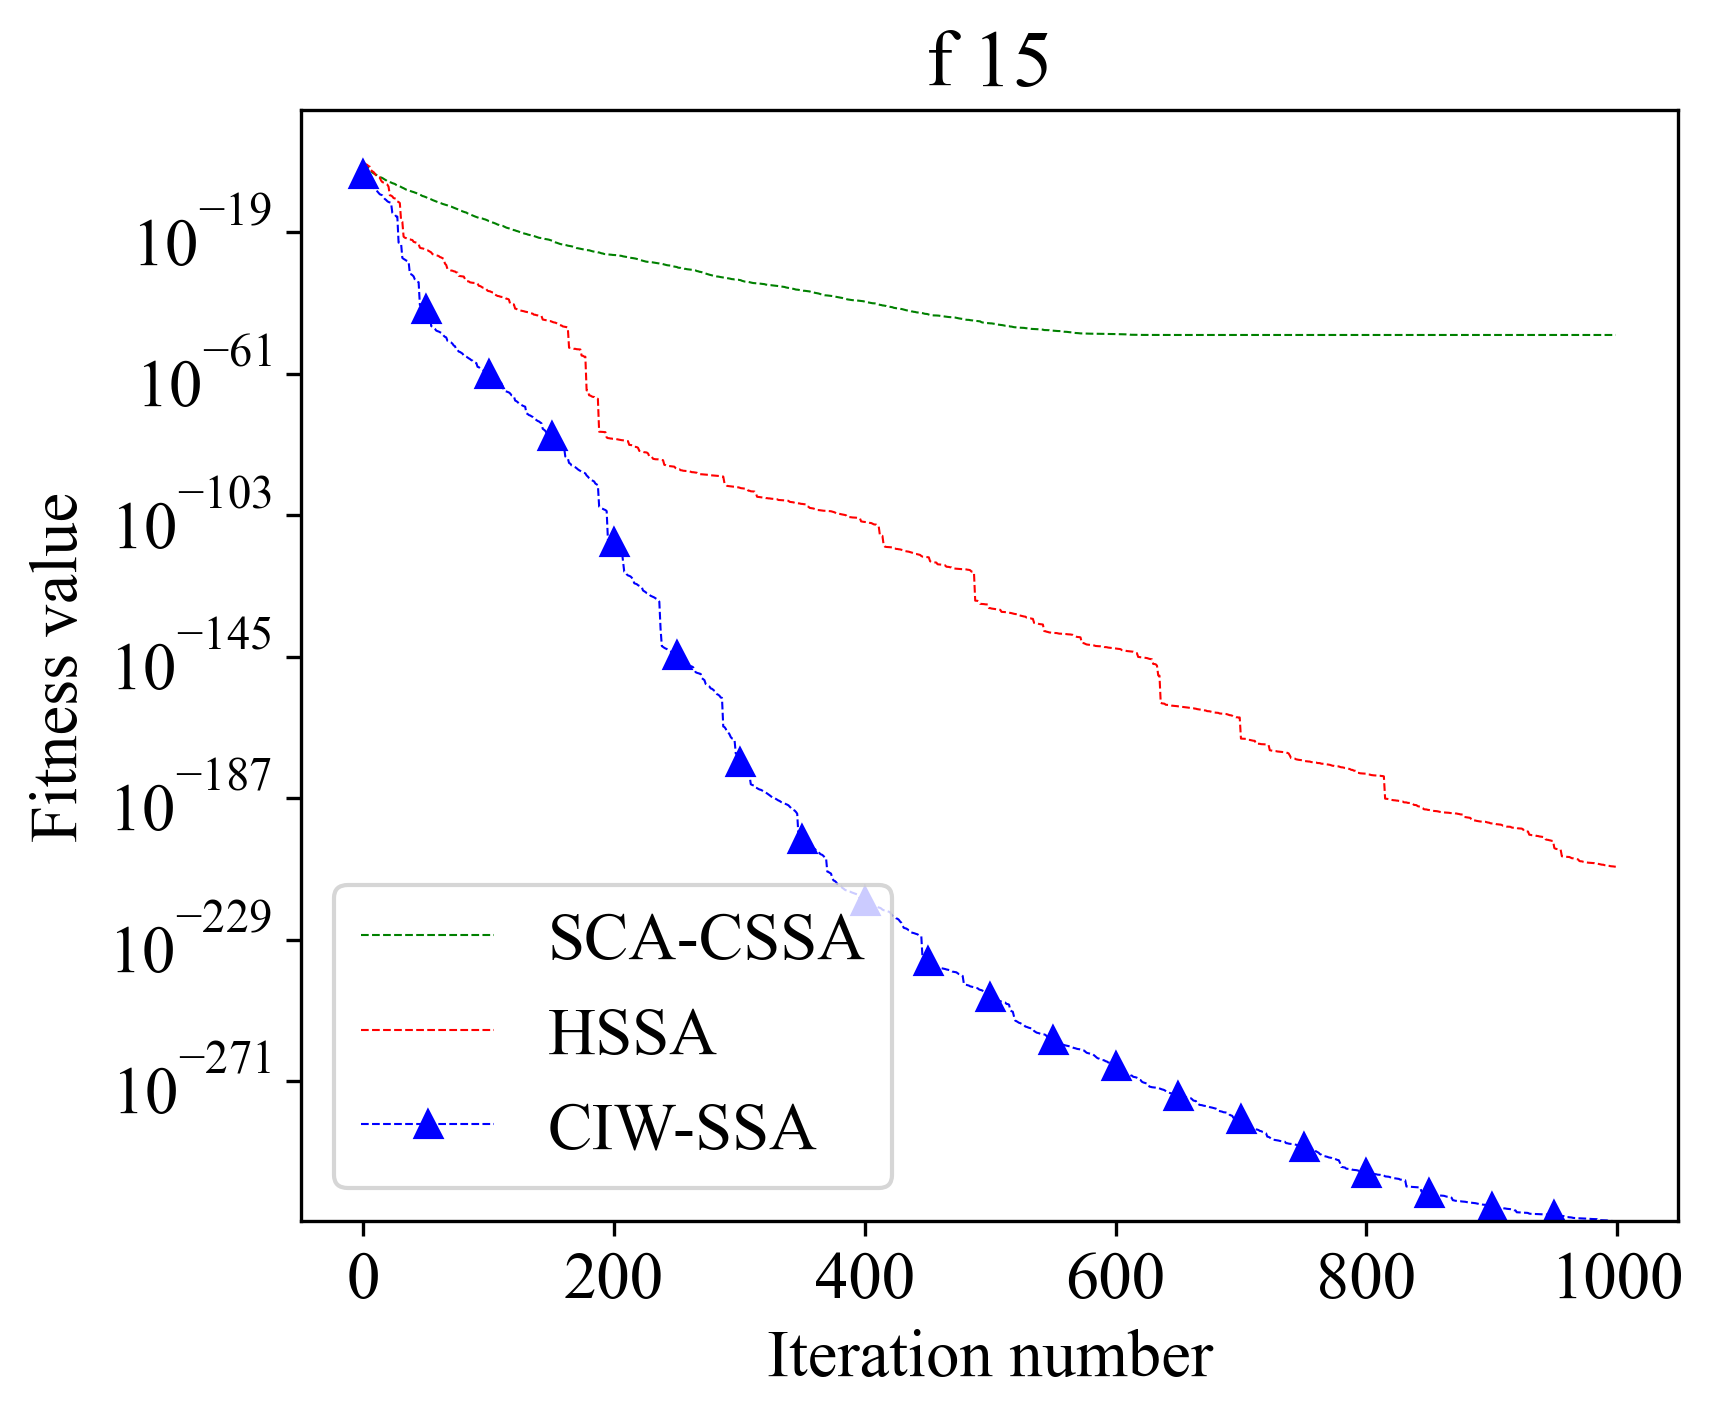 f 15
Fitness value
10⁻¹⁹
10⁻⁶¹
10⁻¹⁰³
10⁻¹⁴⁵
10⁻¹⁸⁷
10⁻²²⁹
10⁻²⁷¹
SCA-CSSA
HSSA
CIW-SSA
0 200 400 600 800 1000
Iteration number